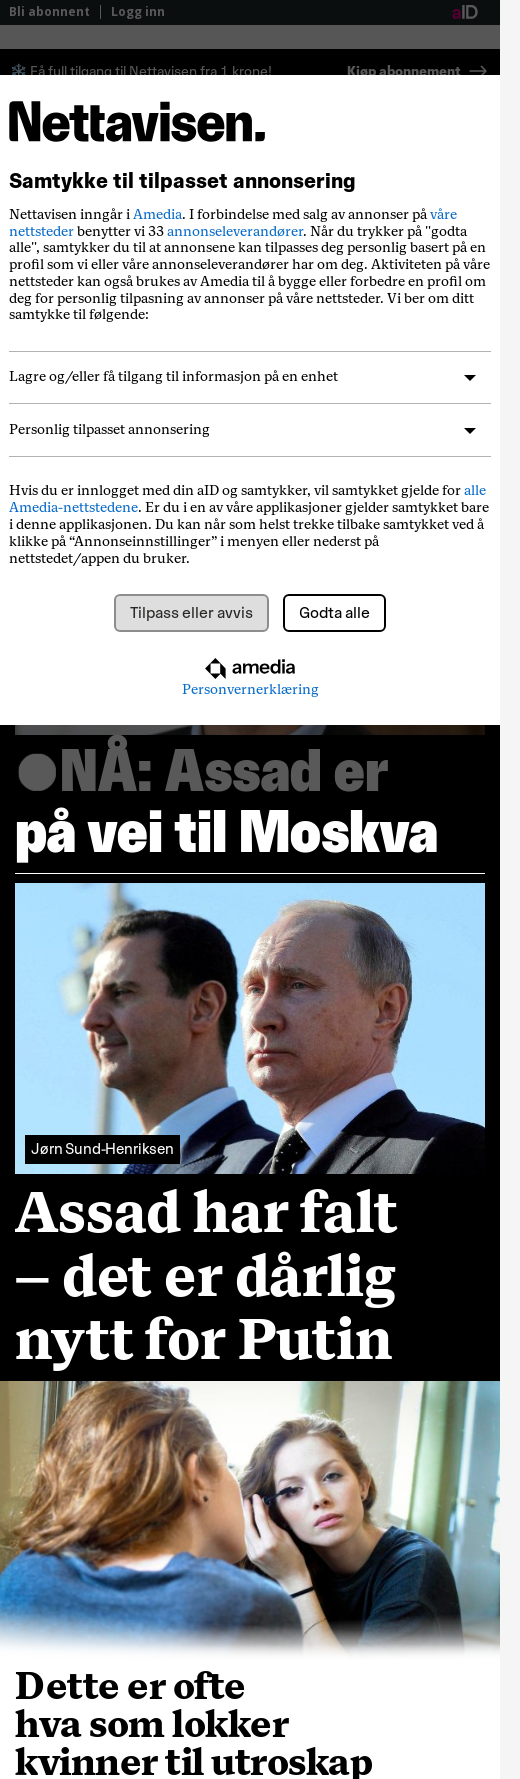 Bli abonnent | Logg inn
aID
Få full tilgang til Nettavisen fra 1 krone!
Kjøp abonnement →
Nettavisen.
Samtykke til tilpasset annonsering
Nettavisen inngår i Amedia. I forbindelse med salg av annonser på våre
nettsteder benytter vi 33 annonseleverandører. Når du trykker på "godta
alle", samtykker du til at annonsene kan tilpasses deg personlig basert på en
profil som vi eller våre annonseleverandører har om deg. Aktiviteten på våre
nettsteder kan også brukes av Amedia til å bygge eller forbedre en profil om
deg for personlig tilpasning av annonser på våre nettsteder. Vi ber om ditt
samtykke til følgende:
Lagre og/eller få tilgang til informasjon på en enhet
Personlig tilpasset annonsering
Hvis du er innlogget med din aID og samtykker, vil samtykket gjelde for alle
Amedia-nettstedene. Er du i en av våre applikasjoner gjelder samtykket bare
i denne applikasjonen. Du kan når som helst trekke tilbake samtykket ved å
klikke på “Annonseinnstillinger” i menyen eller nederst på
nettstedet/appen du bruker.
Tilpass eller avvis
Godta alle
amedia
Personvernerklæring
●NÅ: Assad er
på vei til Moskva
Jørn Sund-Henriksen
Assad har falt
– det er dårlig
nytt for Putin
Dette er ofte
hva som lokker
kvinner til utroskap